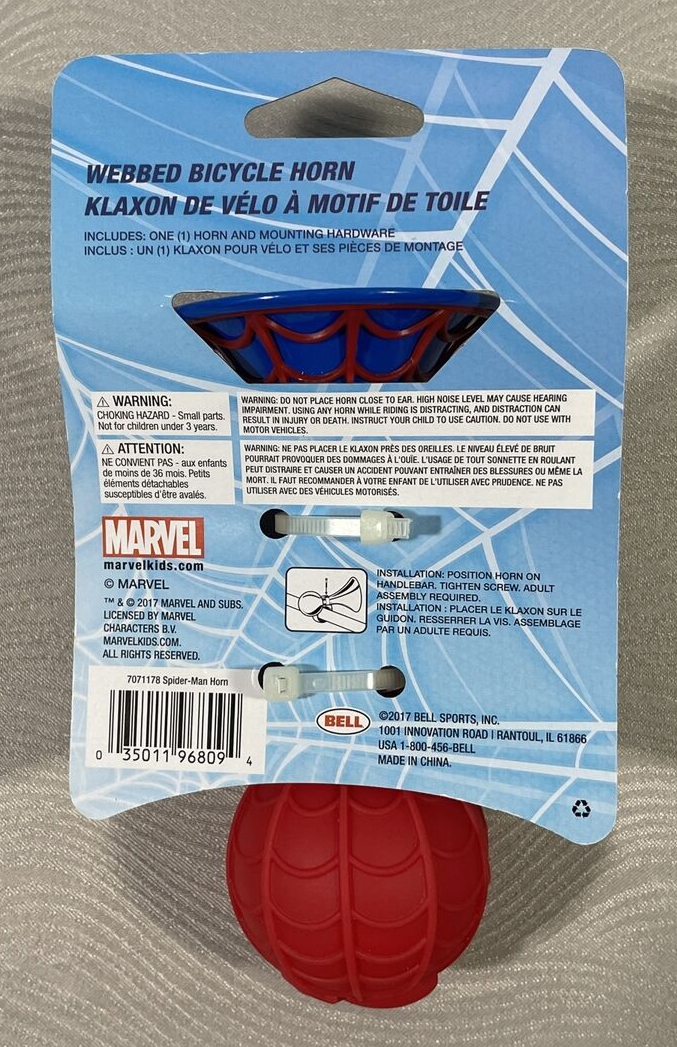 WEBBED BICYCLE HORN
KLAXON DE VÉLO À MOTIF DE TOILE
INCLUDES: ONE (1) HORN AND MOUNTING HARDWARE
INCLUS : UN (1) KLAXON POUR VÉLO ET SES PIÈCES DE MONTAGE
WARNING:
CHOKING HAZARD - Small parts.
Not for children under 3 years.
WARNING: DO NOT PLACE HORN CLOSE TO EAR. HIGH NOISE LEVEL MAY CAUSE HEARING
IMPAIRMENT. USING ANY HORN WHILE RIDING IS DISTRACTING, AND DISTRACTION CAN
RESULT IN INJURY OR DEATH. INSTRUCT YOUR CHILD TO USE CAUTION. DO NOT USE WITH
MOTOR VEHICLES.
ATTENTION:
NE CONVIENT PAS - aux enfants
de moins de 36 mois. Petits
éléments détachables
susceptibles d'être avalés.
WARNING: NE PAS PLACER LE KLAXON PRÈS DES OREILLES. LE NIVEAU ÉLEVÉ DE BRUIT
POURRAIT PROVOQUER DES DOMMAGES À L'OUÏE. L'USAGE DE TOUT SONNETTE EN ROULANT
PEUT DISTRAIRE ET CAUSER UN ACCIDENT POUVANT ENTRAÎNER DES BLESSURES OU MÊME LA
MORT. IL FAUT RECOMMANDER À VOTRE ENFANT DE L'UTILISER AVEC PRUDENCE. NE PAS
UTILISER AVEC DES VÉHICULES MOTORISÉS.
MARVEL
marvelkids.com
© MARVEL
™ & © 2017 MARVEL AND SUBS.
LICENSED BY MARVEL
CHARACTERS B.V.
MARVELKIDS.COM.
ALL RIGHTS RESERVED.
INSTALLATION: POSITION HORN ON
HANDLEBAR. TIGHTEN SCREW. ADULT
ASSEMBLY REQUIRED.
INSTALLATION : PLACER LE KLAXON SUR LE
GUIDON. RESSERRER LA VIS. ASSEMBLAGE
PAR UN ADULTE REQUIS.
7071178 Spider-Man Horn
0 35011 96809 4
BELL
©2017 BELL SPORTS, INC.
1001 INNOVATION ROAD I RANTOUL, IL 61866
USA 1-800-456-BELL
MADE IN CHINA.